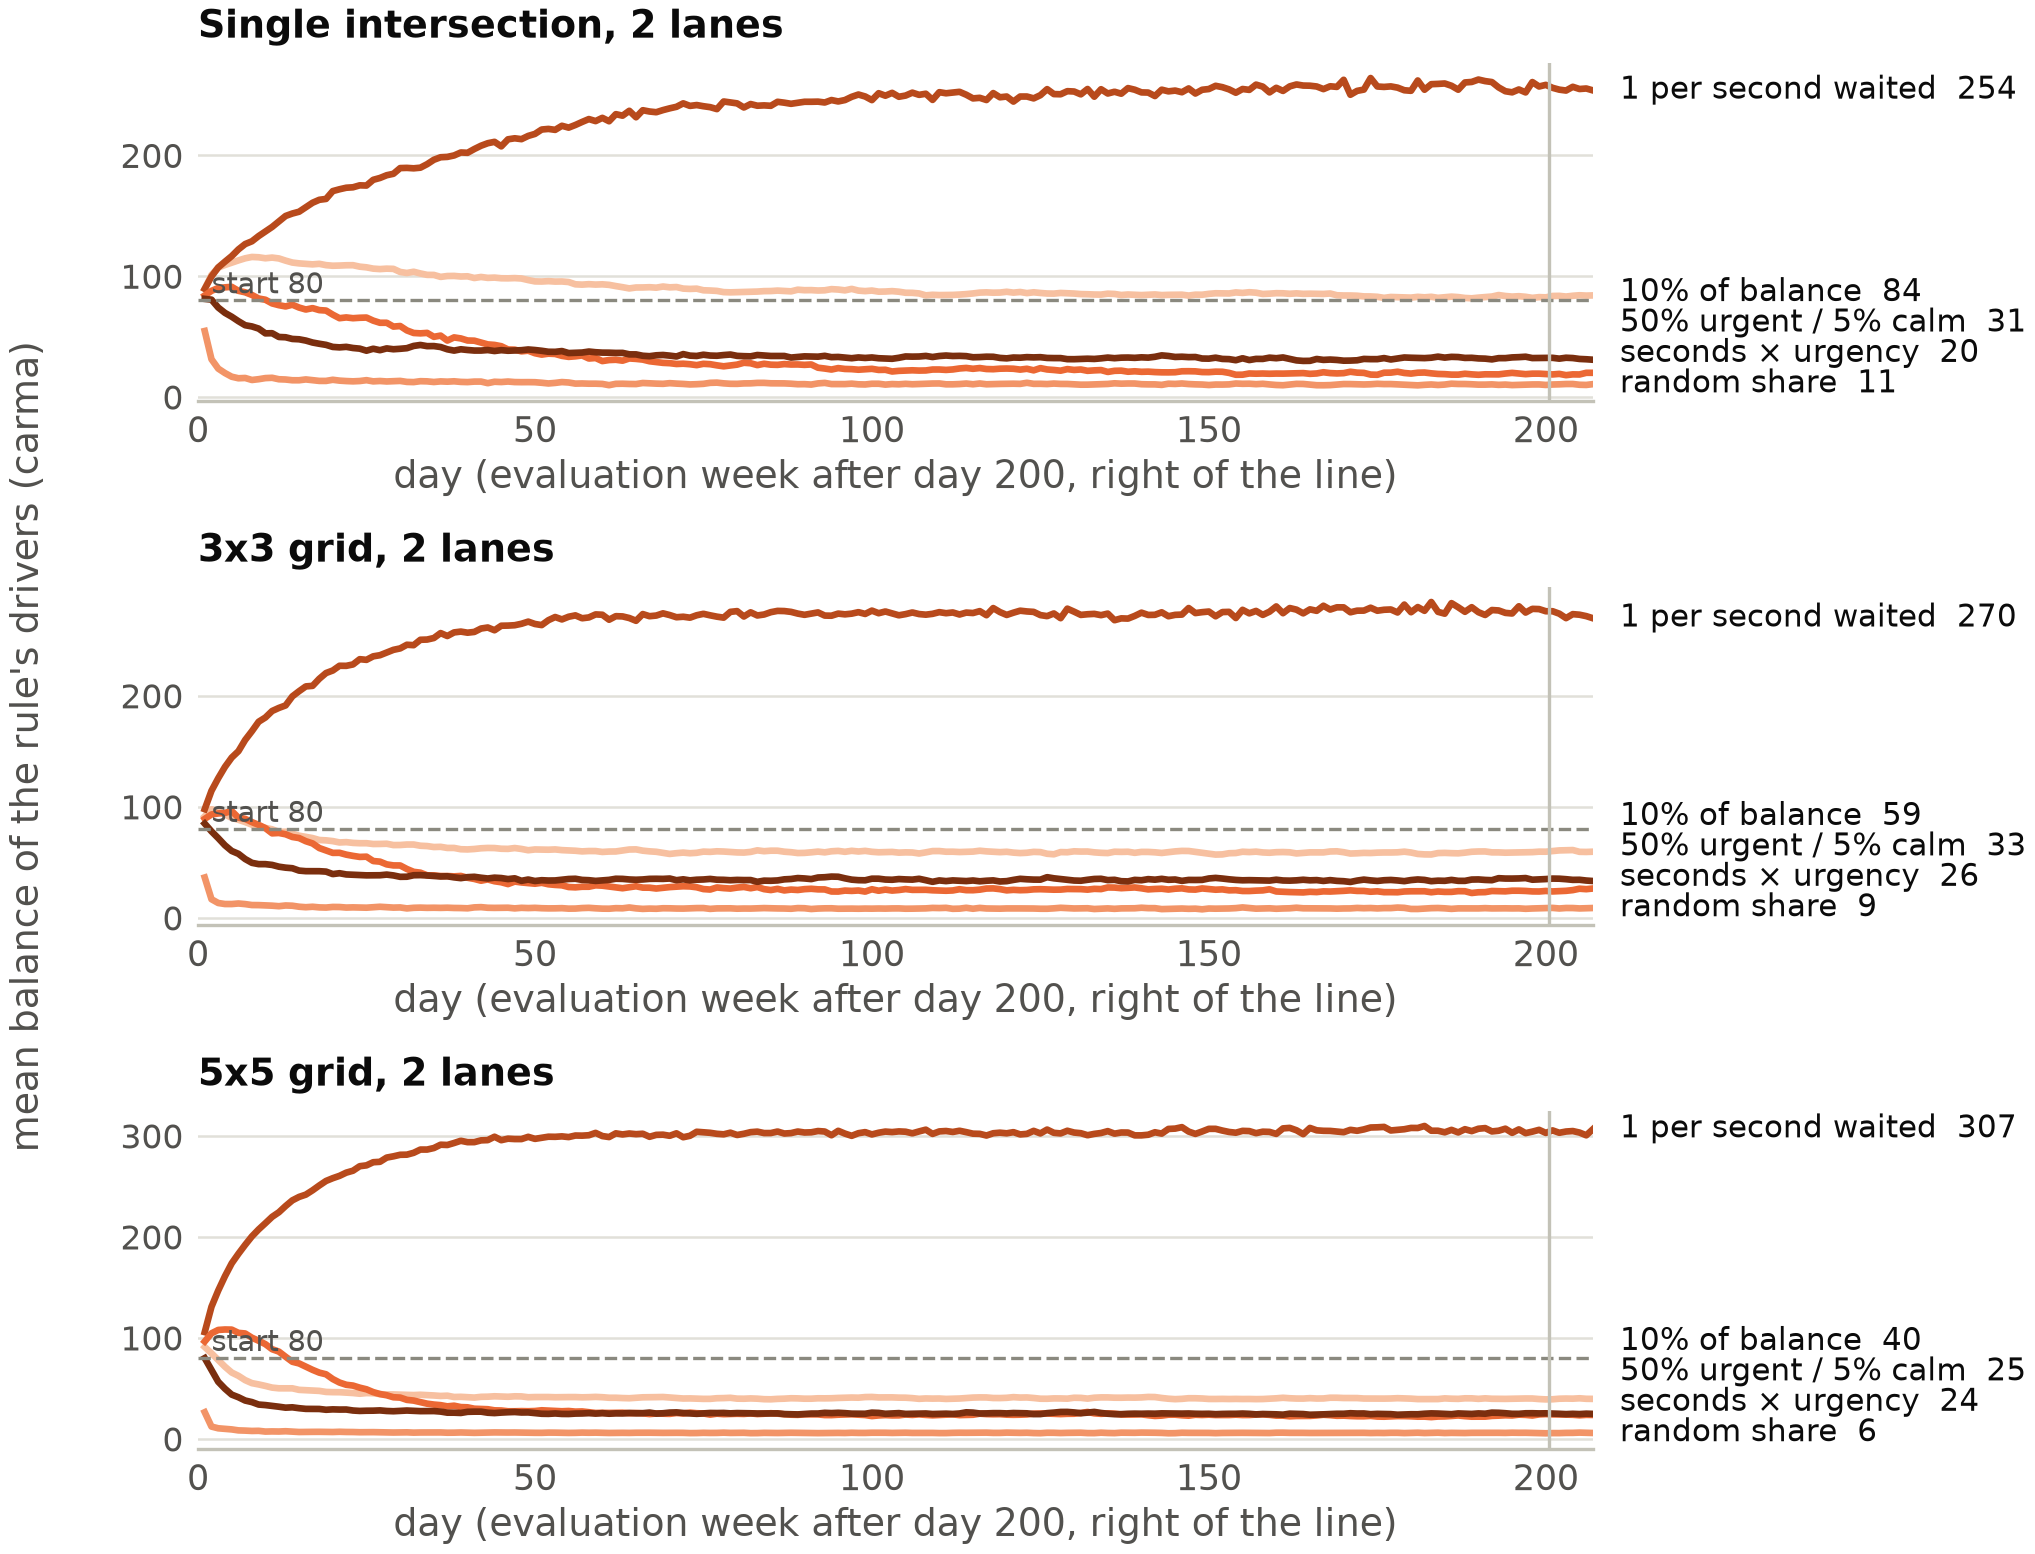 Single intersection, 2 lanes
200
100
0
start 80
1 per second waited 254
10% of balance 84
50% urgent / 5% calm 31
seconds × urgency 20
random share 11
0 50 100 150 200
day (evaluation week after day 200, right of the line)
mean balance of the rule's drivers (carma)
3x3 grid, 2 lanes
200
100
0
start 80
1 per second waited 270
10% of balance 59
50% urgent / 5% calm 33
seconds × urgency 26
random share 9
0 50 100 150 200
day (evaluation week after day 200, right of the line)
5x5 grid, 2 lanes
300
200
100
0
start 80
1 per second waited 307
10% of balance 40
50% urgent / 5% calm 25
seconds × urgency 24
random share 6
0 50 100 150 200
day (evaluation week after day 200, right of the line)